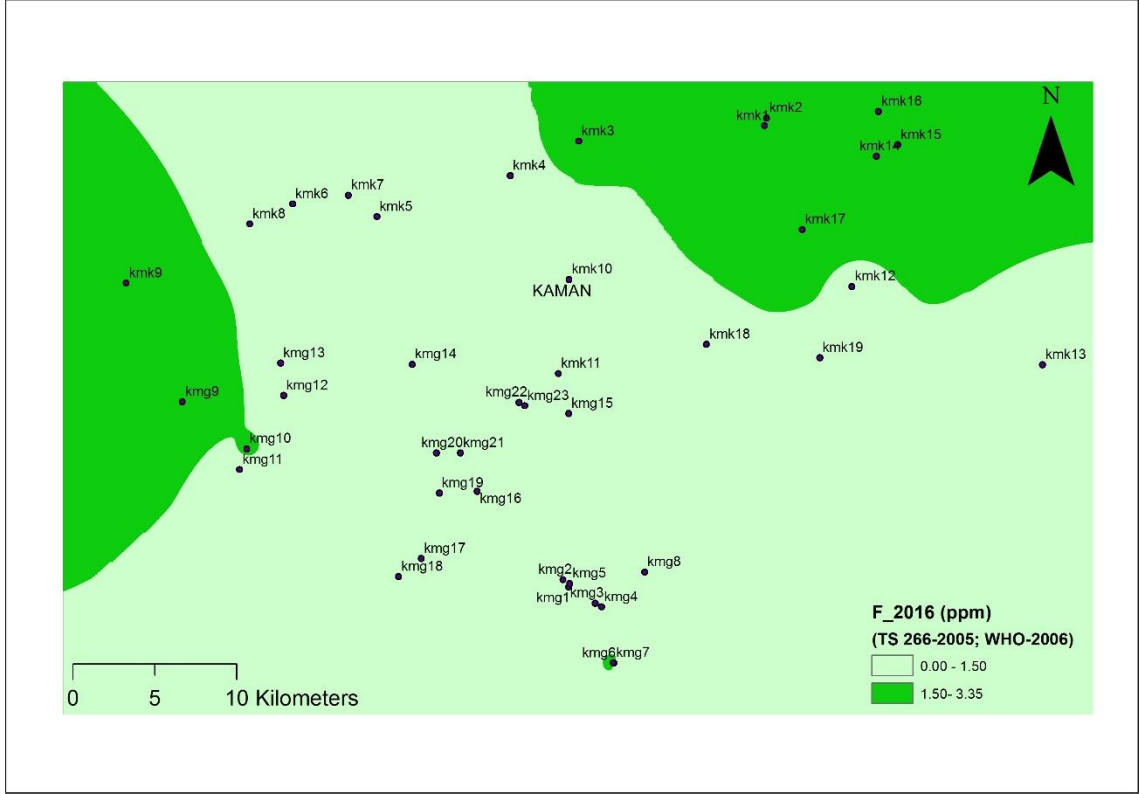 kmk16
N
kmk2
kmk1
kmk3
kmk15
kmk14
kmk4
kmk7
kmk6
kmk5
kmk8
kmk17
kmk9
kmk10
kmk12
KAMAN
kmk18
kmg13
kmg14
kmk19
kmk13
kmk11
kmg12
kmg9
kmg22
kmg23
kmg15
kmg10
kmg20
kmg21
kmg11
kmg19
kmg16
kmg17
kmg18
kmg2
kmg5
kmg8
kmg1
kmg3
kmg4
F_2016 (ppm)
(TS 266-2005; WHO-2006)
kmg6
kmg7
0.00 - 1.50
1.50- 3.35
0 5 10 Kilometers